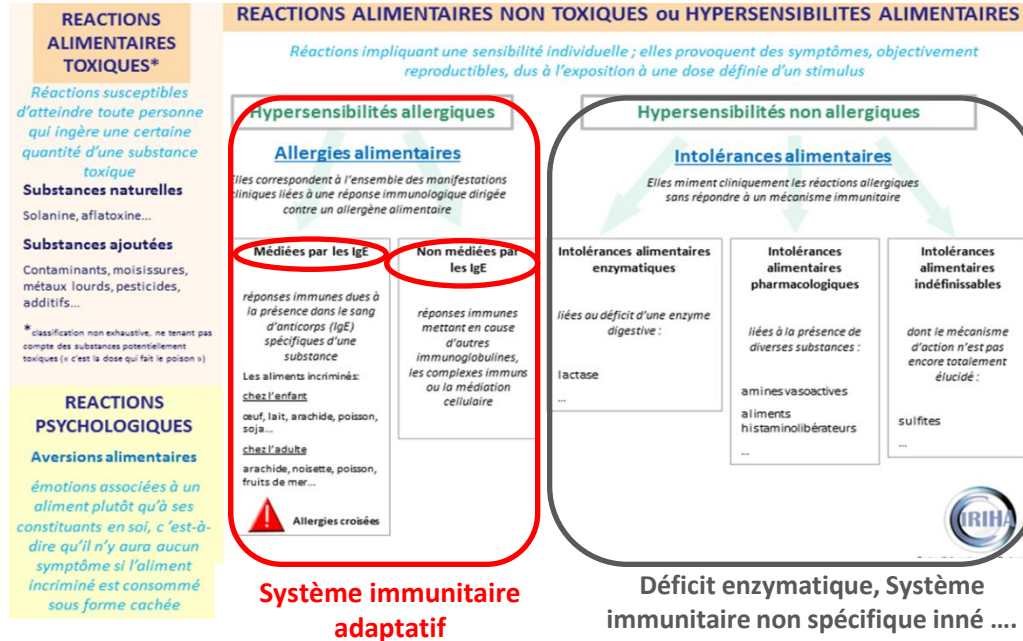 REACTIONS
ALIMENTAIRES
TOXIQUES*
Réactions susceptibles
d'atteindre toute personne
qui ingère une certaine
quantité d'une substance
toxique
Substances naturelles
Solanine, aflatoxine...
Substances ajoutées
Contaminants, moisissures,
métaux lourds, pesticides,
additifs...
*classification non exhaustive, ne tenant pas
compte des substances potentiellement
toxiques (« c'est la dose qui fait le poison »)
REACTIONS
PSYCHOLOGIQUES
Aversions alimentaires
émotions associées à un
aliment plutôt qu'à ses
constituants en soi, c 'est-à-
dire qu'il n'y aura aucun
symptôme si l'aliment
incriminé est consommé
sous forme cachée
REACTIONS ALIMENTAIRES NON TOXIQUES ou HYPERSENSIBILITES ALIMENTAIRES
Réactions impliquant une sensibilité individuelle ; elles provoquent des symptômes, objectivement
reproductibles, dus à l'exposition à une dose définie d'un stimulus
Hypersensibilités allergiques
Allergies alimentaires
Elles correspondent à l'ensemble des manifestations
cliniques liées à une réponse immunologique dirigée
contre un allergène alimentaire
Médiées par les IgE
réponses immunes dues à
la présence dans le sang
d'anticorps (IgE)
spécifiques d'une
substance
Les aliments incriminés:
chez l'enfant
œuf, lait, arachide, poisson,
soja...
chez l'adulte
arachide, noisette, poisson,
fruits de mer...
Allergies croisées
Non médiées par
les IgE
réponses immunes
mettant en cause
d'autres
immunoglobulines,
les complexes immuns
ou la médiation
cellulaire
Système immunitaire
adaptatif
Hypersensibilités non allergiques
Intolérances alimentaires
Elles miment cliniquement les réactions allergiques
sans répondre à un mécanisme immunitaire
Intolérances alimentaires
enzymatiques
liées au déficit d'une enzyme
digestive :
lactase
...
Intolérances
alimentaires
pharmacologiques
liées à la présence de
diverses substances :
amines vasoactives
aliments
histaminolibérateurs
...
Intolérances
alimentaires
indéfinissables
dont le mécanisme
d'action n'est pas
encore totalement
élucidé :
sulfites
...
CIRIHA
Déficit enzymatique, Système
immunitaire non spécifique inné ....